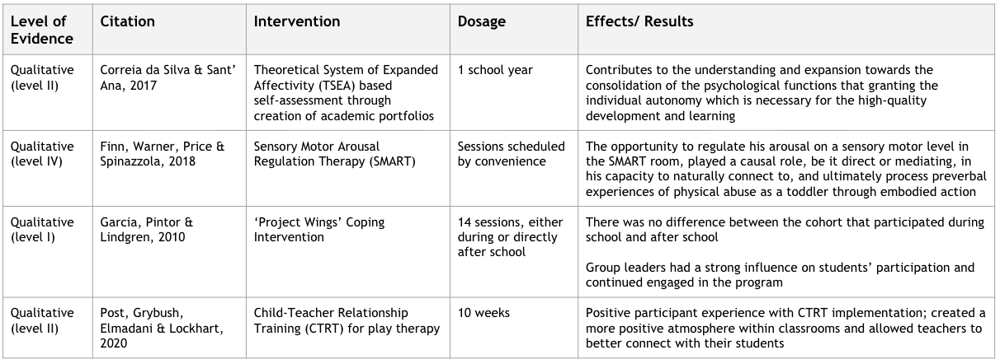 Level of
Evidence
Citation
Intervention
Dosage
Effects/ Results
Qualitative
(level II)
Correia da Silva & Sant’
Ana, 2017
Theoretical System of Expanded
Affectivity (TSEA) based
self-assessment through
creation of academic portfolios
1 school year
Contributes to the understanding and expansion towards the
consolidation of the psychological functions that granting the
individual autonomy which is necessary for the high-quality
development and learning
Qualitative
(level IV)
Finn, Warner, Price &
Spinazzola, 2018
Sensory Motor Arousal
Regulation Therapy (SMART)
Sessions scheduled
by convenience
The opportunity to regulate his arousal on a sensory motor level in
the SMART room, played a causal role, be it direct or mediating, in
his capacity to naturally connect to, and ultimately process preverbal
experiences of physical abuse as a toddler through embodied action
Qualitative
(level I)
Garcia, Pintor &
Lindgren, 2010
‘Project Wings’ Coping
Intervention
14 sessions, either
during or directly
after school
There was no difference between the cohort that participated during
school and after school
Group leaders had a strong influence on students’ participation and
continued engaged in the program
Qualitative
(level II)
Post, Grybush,
Elmadani & Lockhart,
2020
Child-Teacher Relationship
Training (CTRT) for play therapy
10 weeks
Positive participant experience with CTRT implementation; created a
more positive atmosphere within classrooms and allowed teachers to
better connect with their students